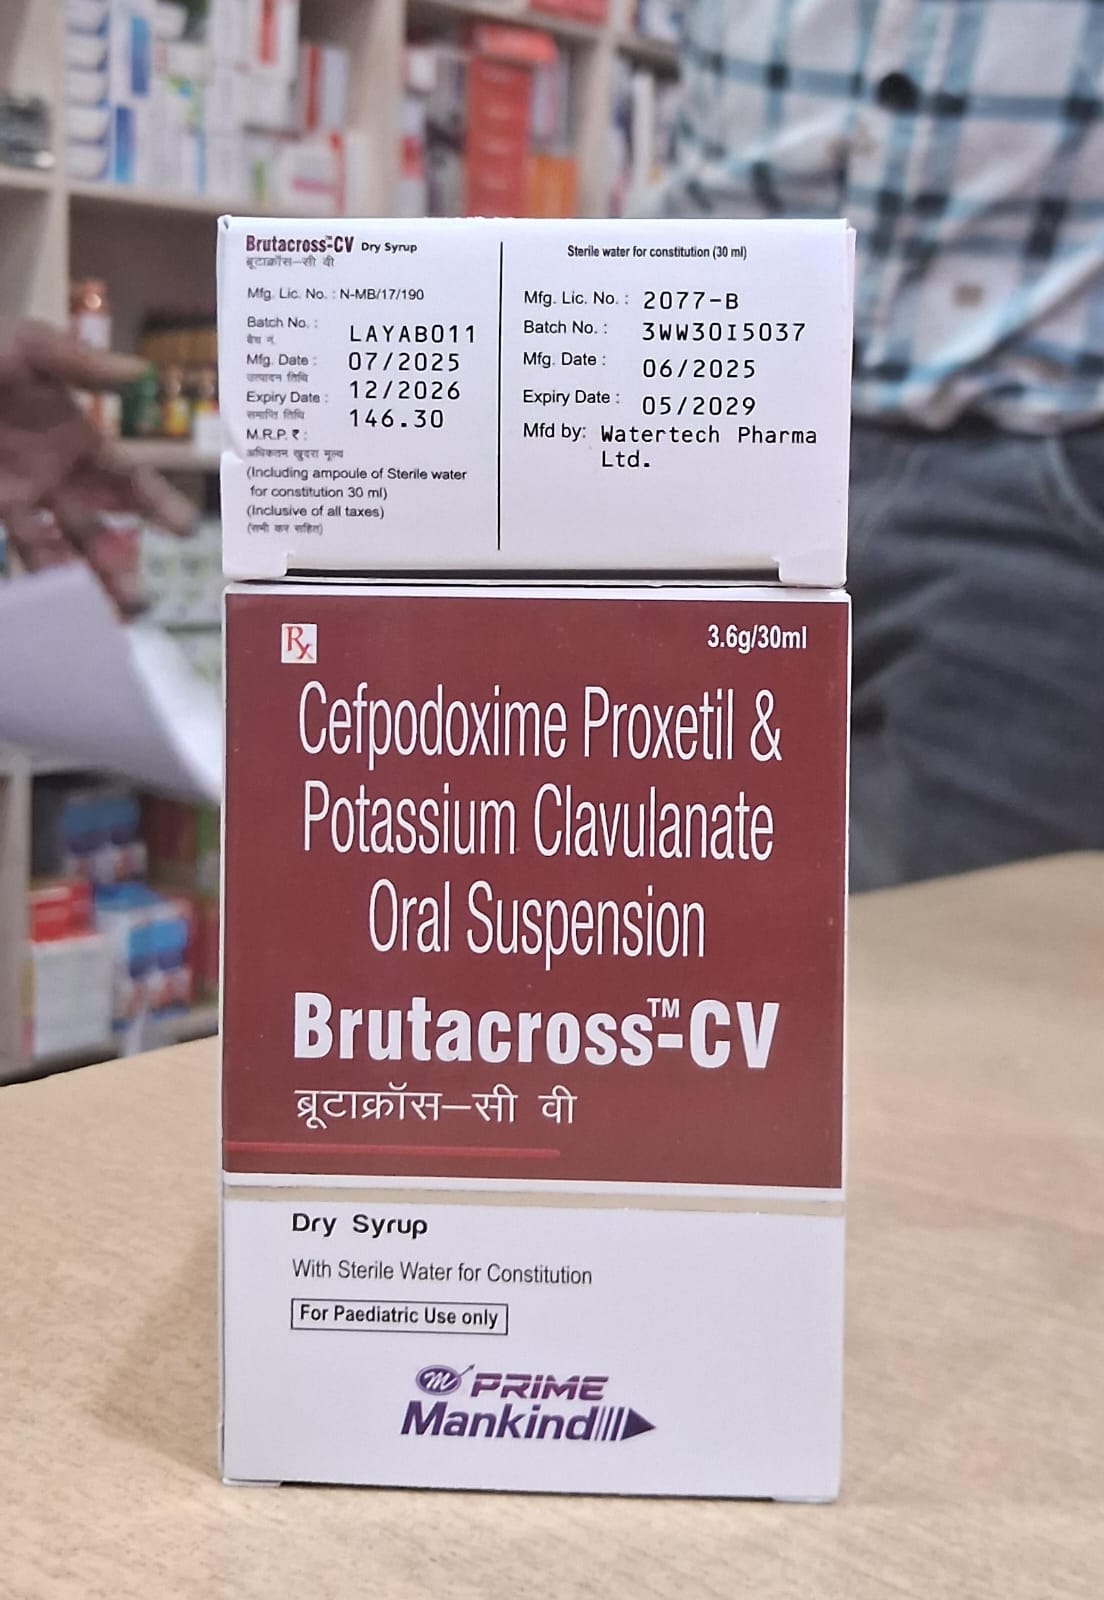 Brutacross™-CV Dry Syrup
ब्रूटाक्रॉस–सी वी
Mfg. Lic. No. : N-MB/17/190
Batch No. : LAYAB011
बैच नं.
Mfg. Date : 07/2025
उत्पादन तिथि
Expiry Date : 12/2026
समाप्ति तिथि
M.R.P. ₹ : 146.30
अधिकतम खुदरा मूल्य
(Including ampoule of Sterile water
for constitution 30 ml)
(Inclusive of all taxes)
(सभी कर सहित)
Sterile water for constitution (30 ml)
Mfg. Lic. No. : 2077-B
Batch No. : 3WW30I5037
Mfg. Date : 06/2025
Expiry Date : 05/2029
Mfd by: Watertech Pharma
Ltd.
Rx
3.6g/30ml
Cefpodoxime Proxetil &
Potassium Clavulanate
Oral Suspension
Brutacross™-CV
ब्रूटाक्रॉस–सी वी
Dry Syrup
With Sterile Water for Constitution
For Paediatric Use only
m PRIME
Mankind